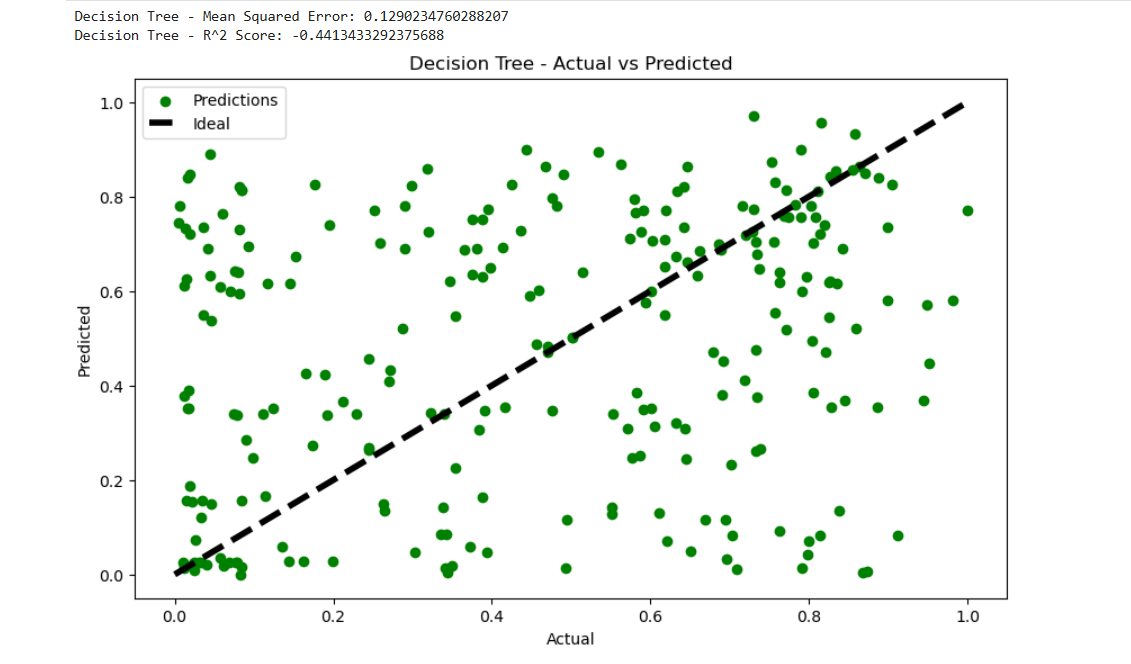 Decision Tree - Mean Squared Error: 0.1290234760288207
Decision Tree - R^2 Score: -0.4413433292375688
Decision Tree - Actual vs Predicted
Predictions
Ideal
1.0
0.8
0.6
0.4
0.2
0.0
Predicted
0.0 0.2 0.4 0.6 0.8 1.0
Actual